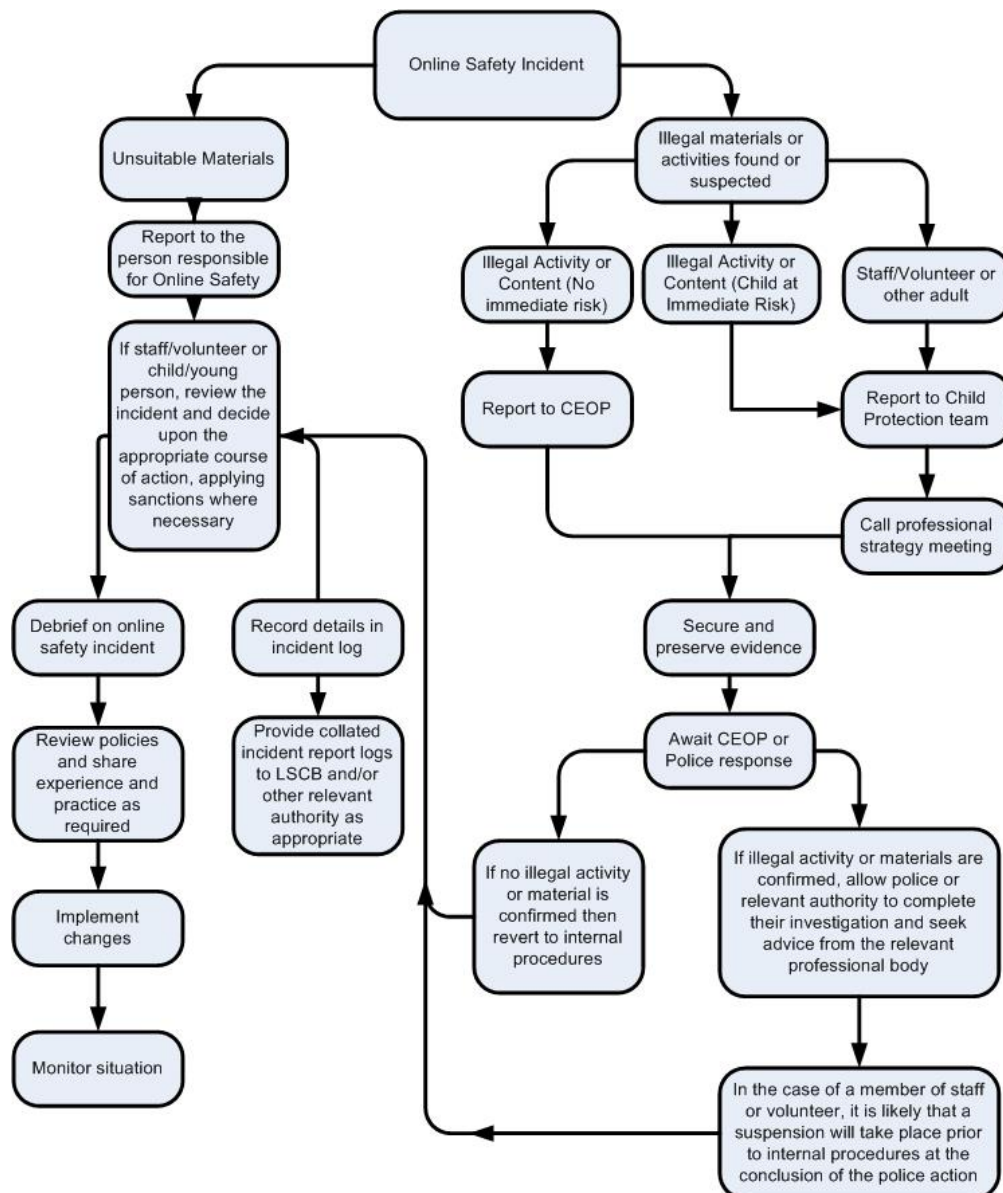 Online Safety Incident
Unsuitable Materials
Report to the
person responsible
for Online Safety
If staff/volunteer or
child/young
person, review the
incident and decide
upon the
appropriate course
of action, applying
sanctions where
necessary
Debrief on online
safety incident
Review policies
and share
experience and
practice as
required
Implement
changes
Monitor situation
Record details in
incident log
Provide collated
incident report logs
to LSCB and/or
other relevant
authority as
appropriate
Illegal materials or
activities found or
suspected
Illegal Activity or
Content (No
immediate risk)
Illegal Activity or
Content (Child at
Immediate Risk)
Staff/Volunteer or
other adult
Report to CEOP
Report to Child
Protection team
Call professional
strategy meeting
Secure and
preserve evidence
Await CEOP or
Police response
If no illegal activity
or material is
confirmed then
revert to internal
procedures
If illegal activity or materials are
confirmed, allow police or
relevant authority to complete
their investigation and seek
advice from the relevant
professional body
In the case of a member of staff
or volunteer, it is likely that a
suspension will take place prior
to internal procedures at the
conclusion of the police action